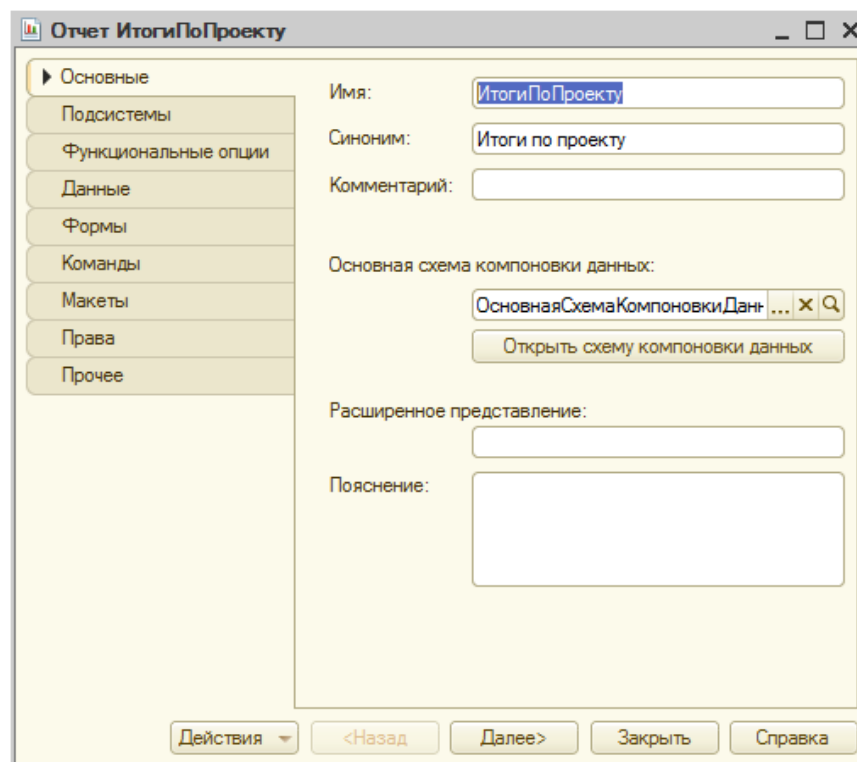 Отчет ИтогиПоПроекту
Основные
Подсистемы
Функциональные опции
Данные
Формы
Команды
Макеты
Права
Прочее
Имя: ИтогиПоПроекту
Синоним: Итоги по проекту
Комментарий:
Основная схема компоновки данных:
ОсновнаяСхемаКомпоновкиДанн ...
Открыть схему компоновки данных
Расширенное представление:
Пояснение:
Действия <Назад Далее> Закрыть Справка